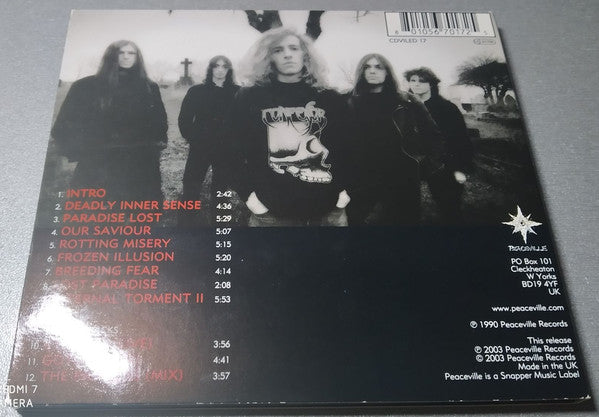 8 01056 70172 5
CDVILED 17
1. INTRO 2:42
2. DEADLY INNER SENSE 4:36
3. PARADISE LOST 5:29
4. OUR SAVIOUR 5:07
5. ROTTING MISERY 5:15
6. FROZEN ILLUSION 5:20
7. BREEDING FEAR 4:14
8. LOST PARADISE 2:08
INTERNAL TORMENT II 5:53
10. 3:56
11. 4:41
12. THE MIX) 3:57
PEACEVILLE
PO Box 101
Cleckheaton
W Yorks
BD19 4YF
UK
www.peaceville.com
℗ 1990 Peaceville Records
This release
℗ 2003 Peaceville Records
© 2003 Peaceville Records
Made in the UK
Peaceville is a Snapper Music Label
EDMI 7
MERA